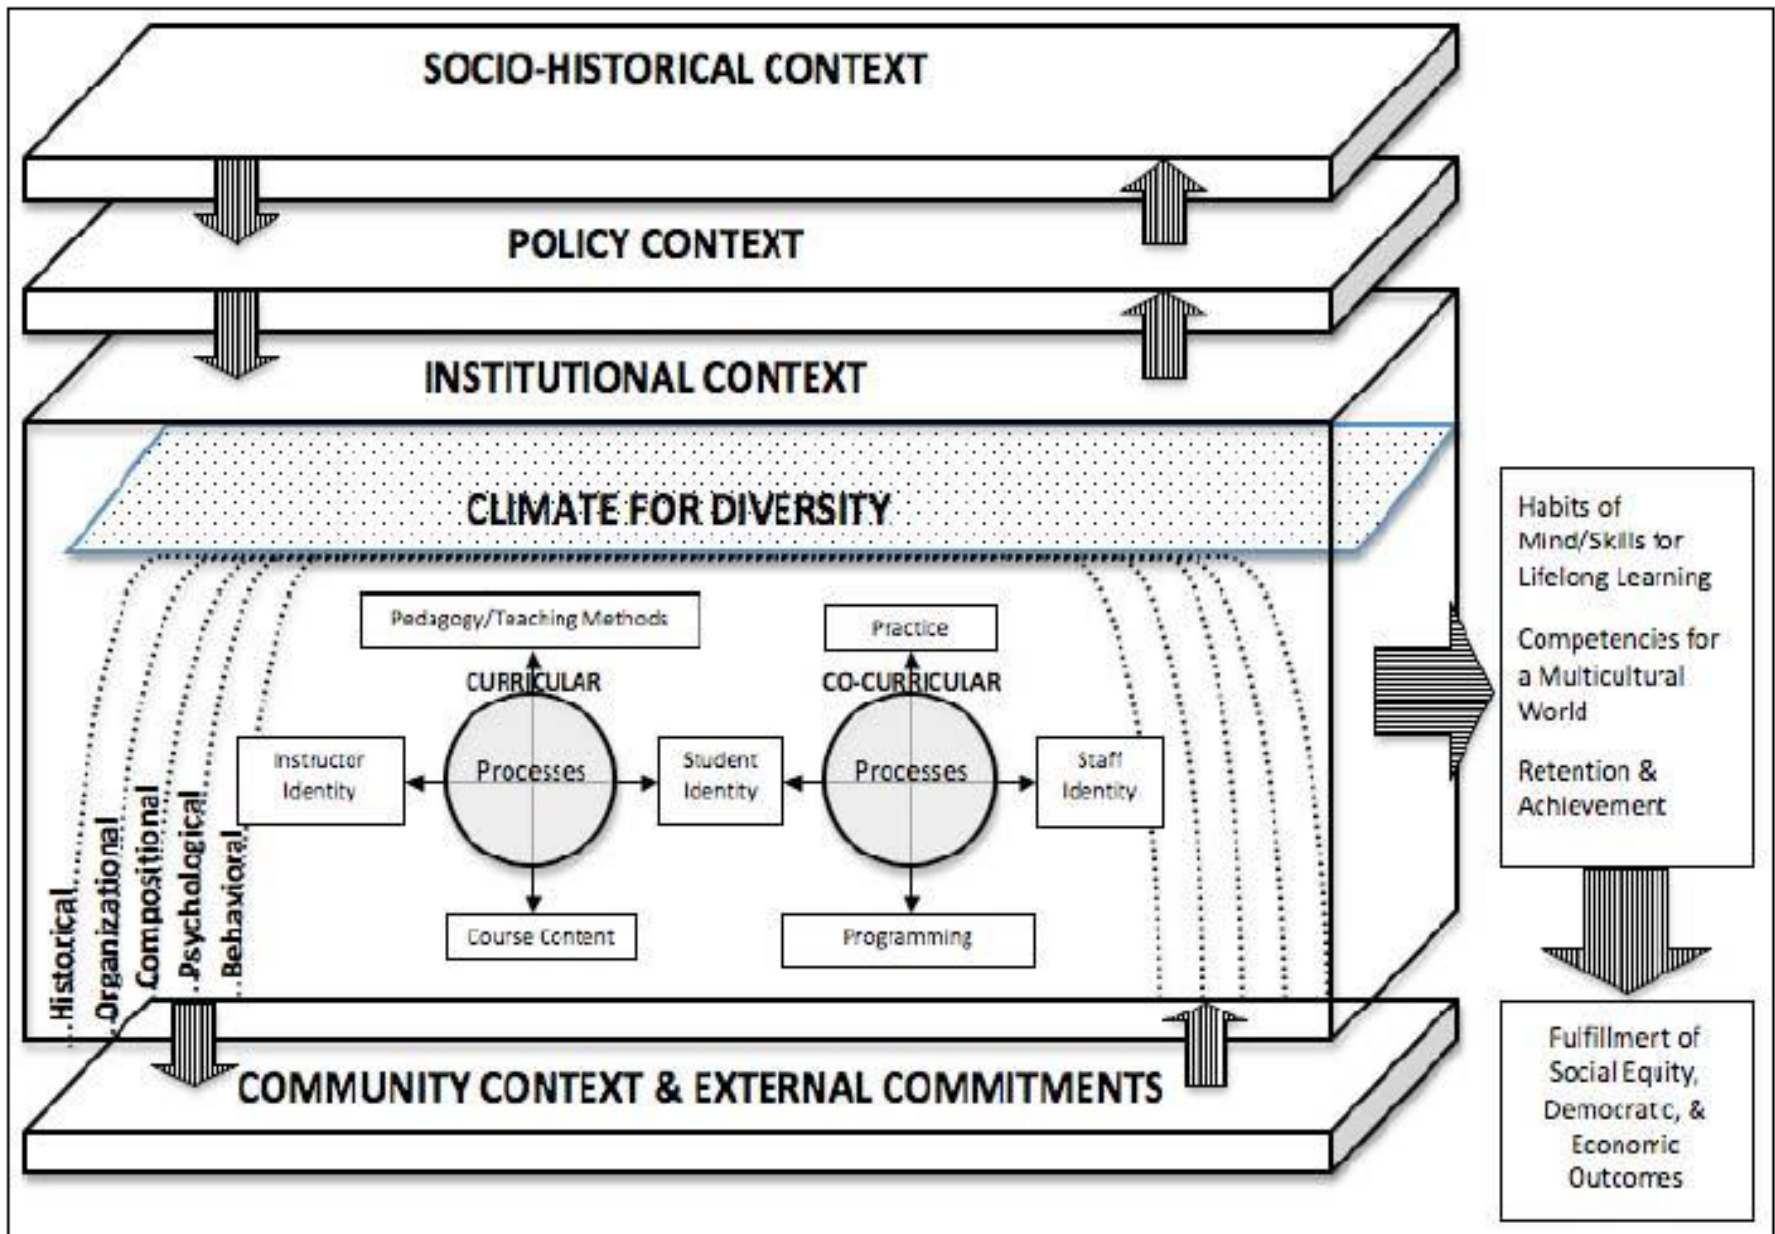 SOCIO-HISTORICAL CONTEXT
POLICY CONTEXT
INSTITUTIONAL CONTEXT
CLIMATE FOR DIVERSITY
Pedagogy/Teaching Methods
Practice
CURRICULAR
CO-CURRICULAR
Instructor
Identity
Processes
Student
Identity
Processes
Staff
Identity
Course Content
Programming
Historical
Organizational
Compositional
Psychological
Behavioral
COMMUNITY CONTEXT & EXTERNAL COMMITMENTS
Habits of
Mind/Skills for
Lifelong Learning
Competencies for
a Multicultural
World
Retention &
Achievement
Fulfillment of
Social Equity,
Democratic, &
Economic
Outcomes